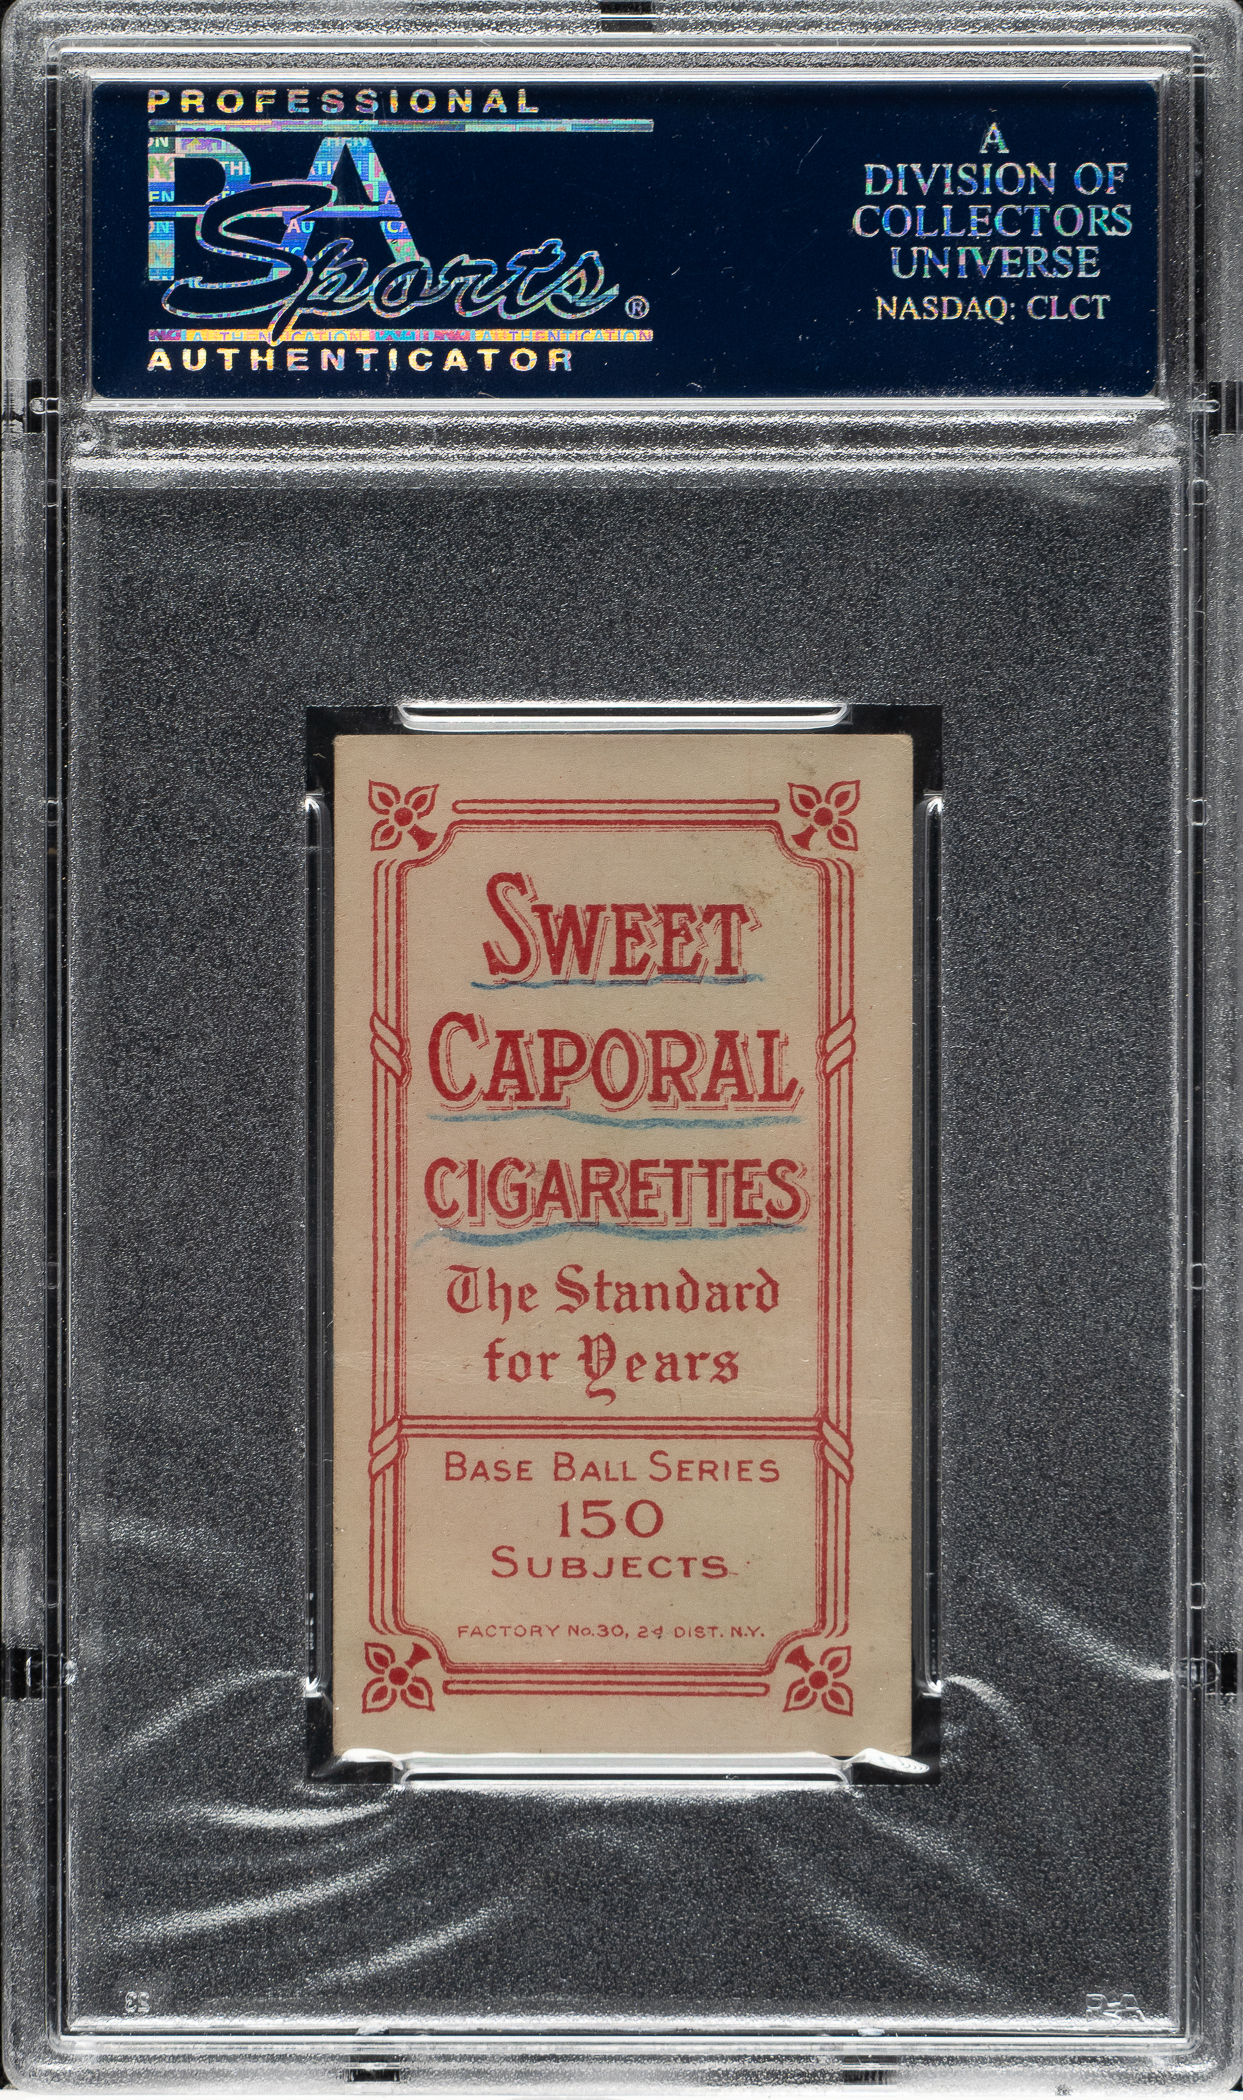 PROFESSIONAL
PSA
Sports®
AUTHENTICATOR
A
DIVISION OF
COLLECTORS
UNIVERSE
NASDAQ: CLCT
SWEET
CAPORAL
CIGARETTES
The Standard
for Years
BASE BALL SERIES
150
SUBJECTS
FACTORY No.30, 2d DIST. N.Y.
PSA